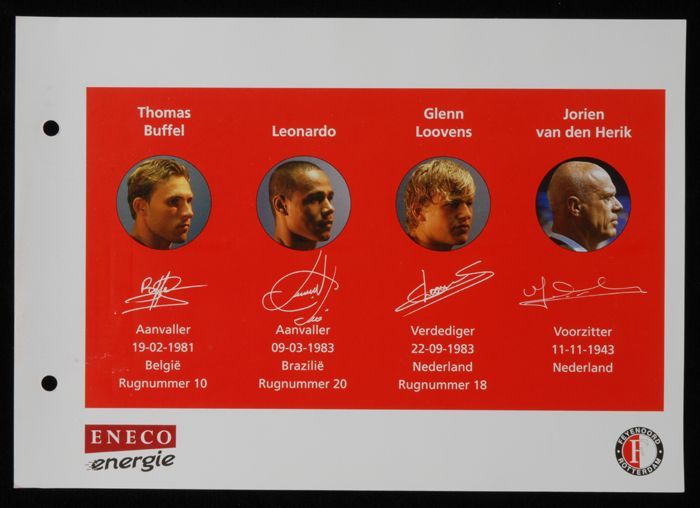 Thomas
Buffel
Aanvaller
19-02-1981
België
Rugnummer 10
Leonardo
Aanvaller
09-03-1983
Brazilië
Rugnummer 20
Glenn
Loovens
Verdediger
22-09-1983
Nederland
Rugnummer 18
Jorien
van den Herik
Voorzitter
11-11-1943
Nederland
ENECO
energie
FEYENOORD
ROTTERDAM